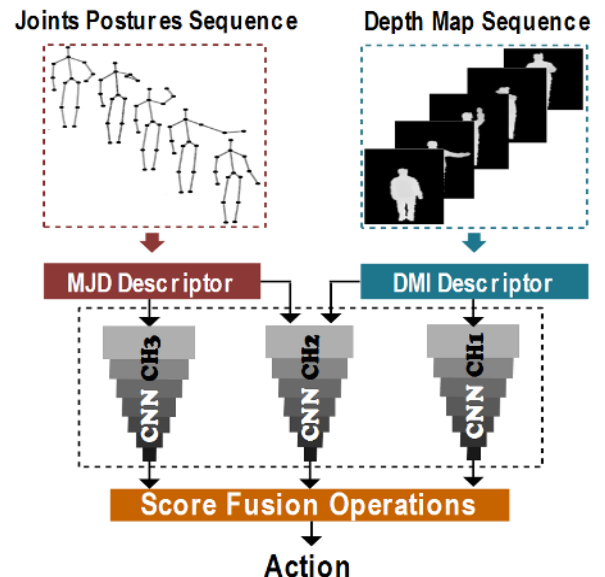 Joints Postures Sequence
Depth Map Sequence
MJD Descriptor
DMI Descriptor
CNN CH3
CNN CH2
CNN CH1
Score Fusion Operations
Action